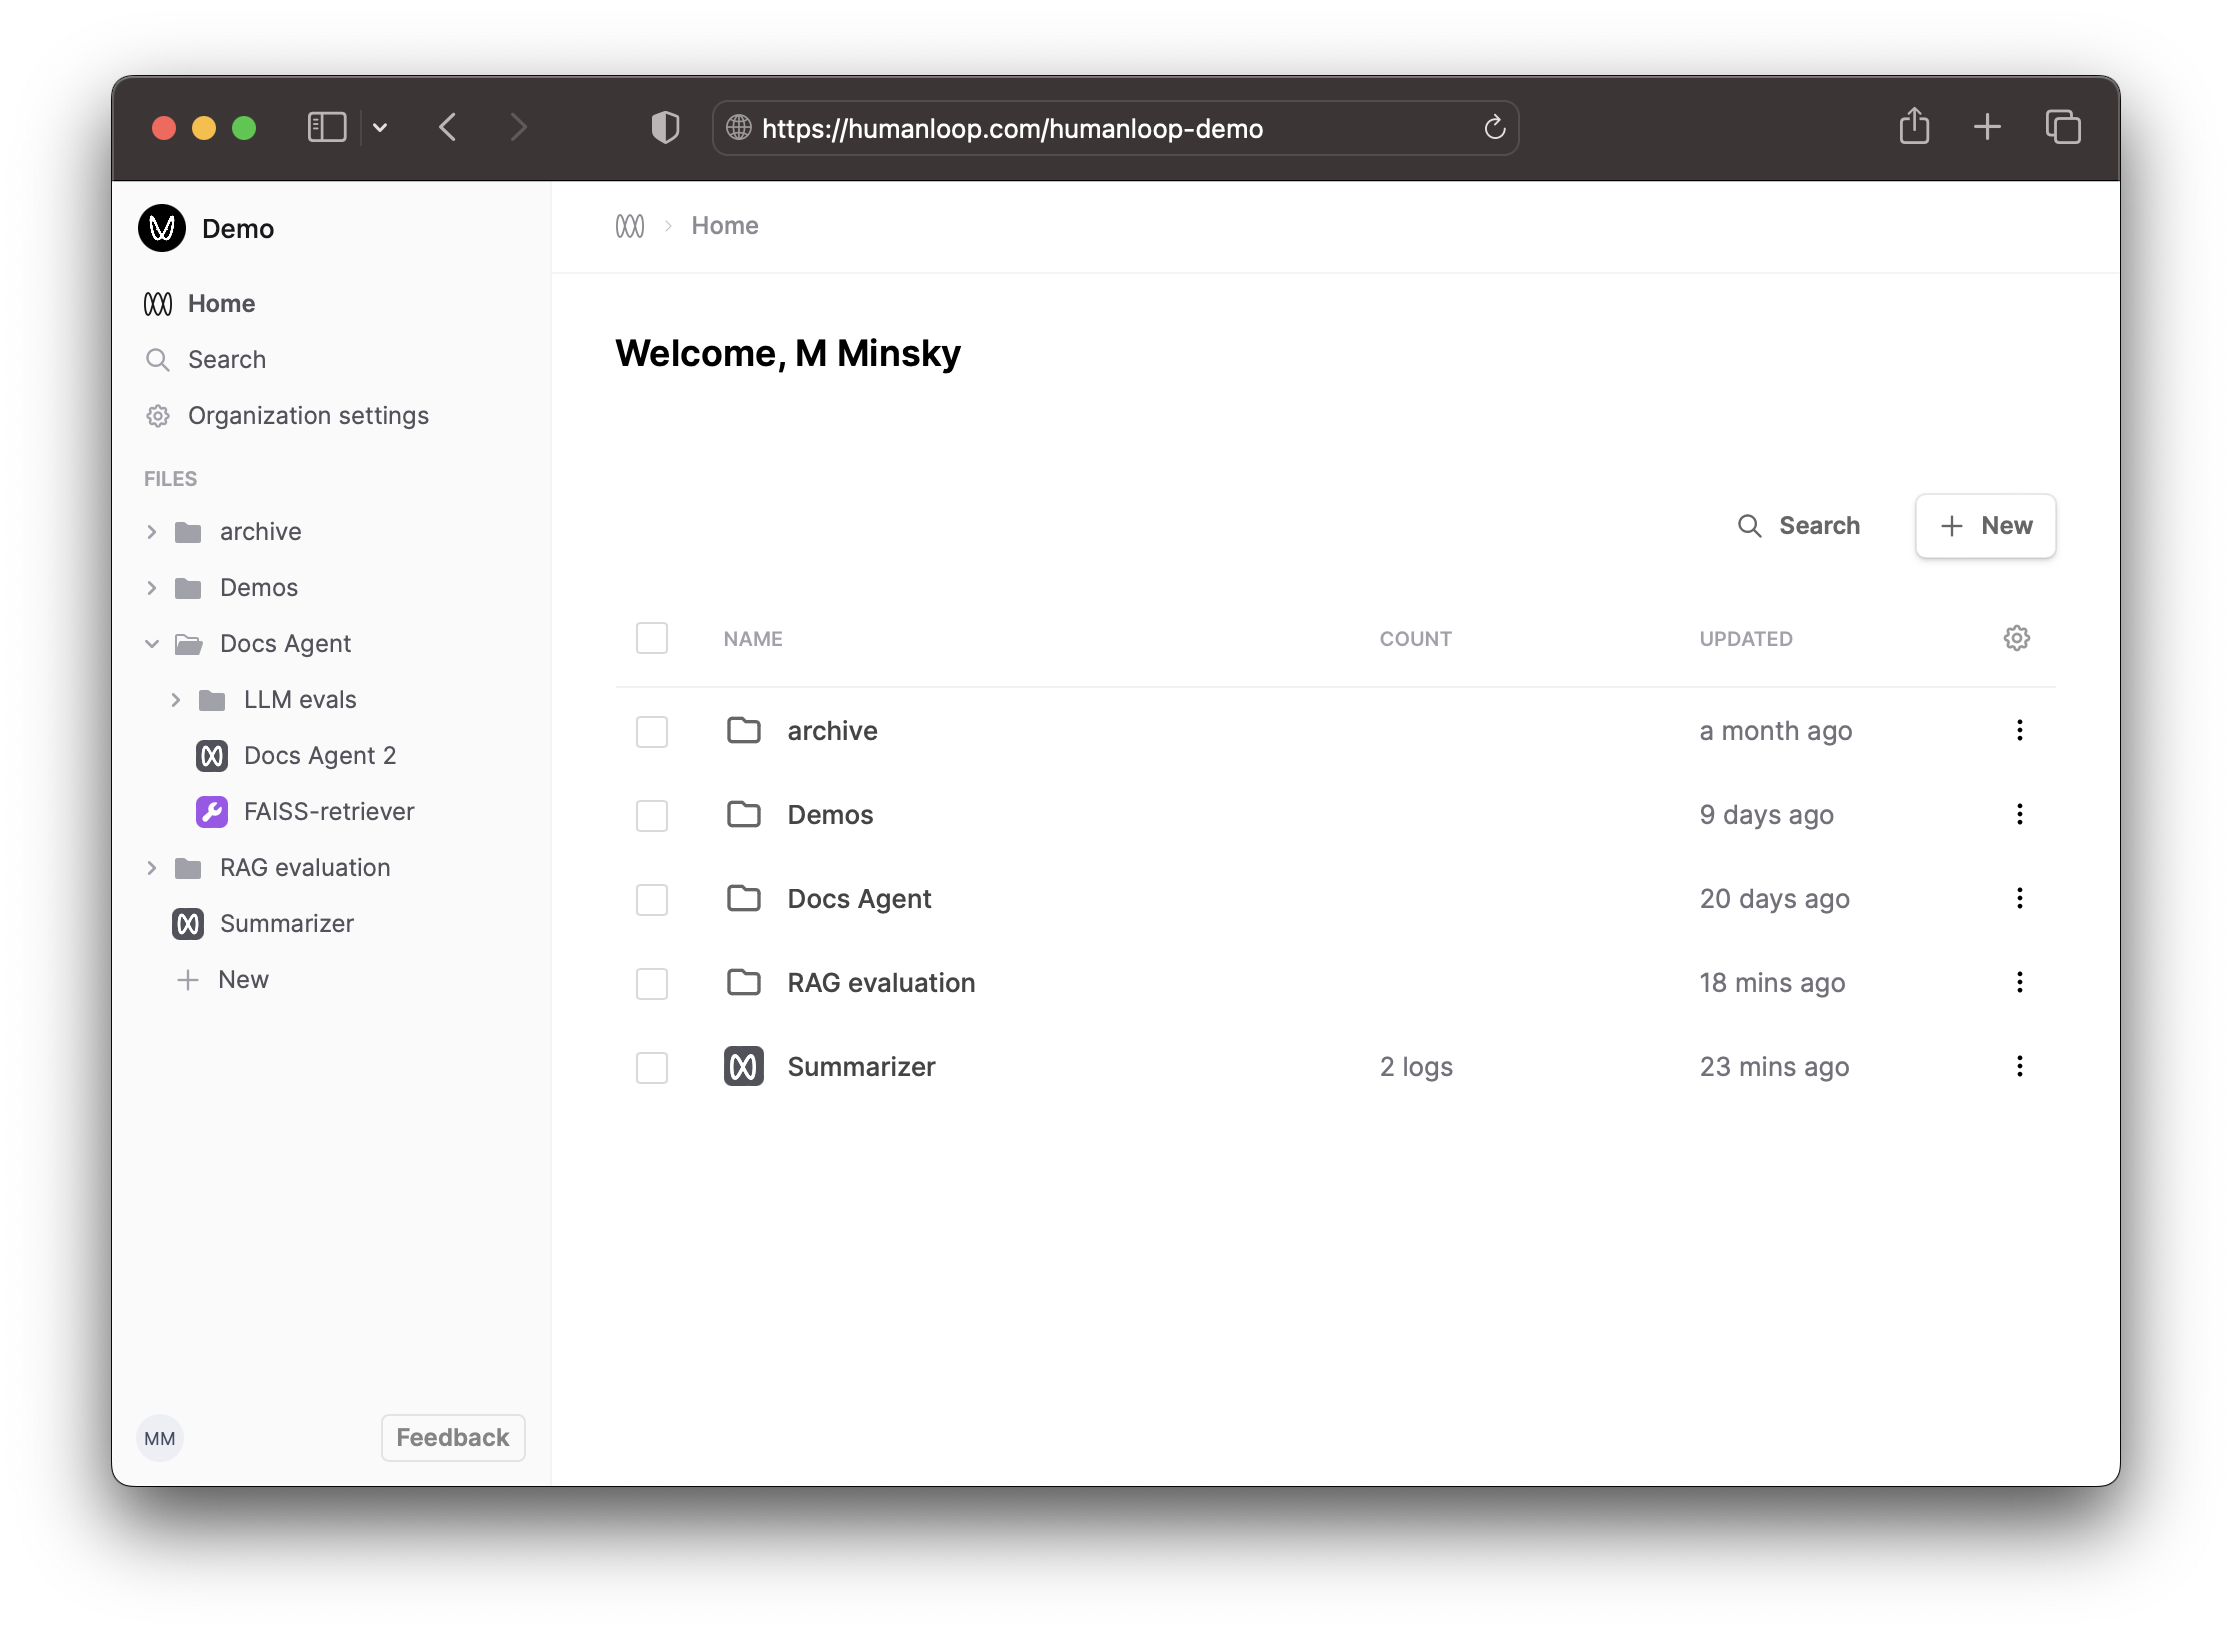 https://humanloop.com/humanloop-demo
Demo
Home
Search
Organization settings
FILES
archive
Demos
Docs Agent
LLM evals
Docs Agent 2
FAISS-retriever
RAG evaluation
Summarizer
New
MM
Feedback
Home
Welcome, M Minsky
Search
New
NAME COUNT UPDATED
archive a month ago
Demos 9 days ago
Docs Agent 20 days ago
RAG evaluation 18 mins ago
Summarizer 2 logs 23 mins ago